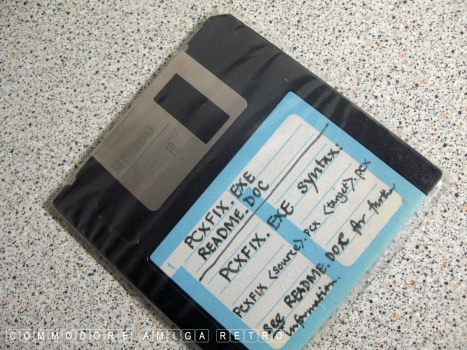 PCXFIX.EXE
README.DOC
PCXFIX.EXE syntax:
PCXFIX (source).PCX (target).PCX
See README.DOC for further
information.
COMMODORE AMIGA RETRO